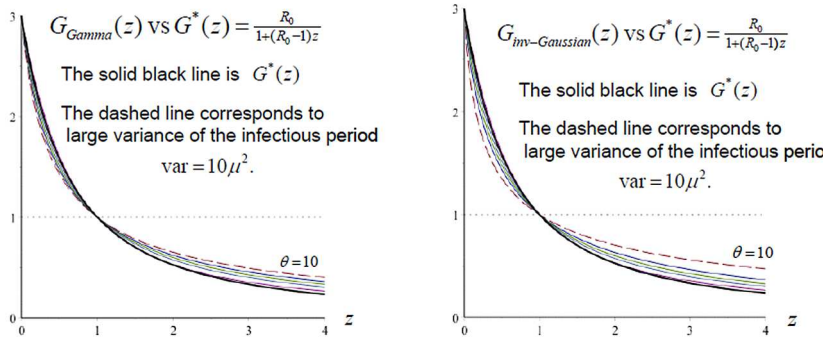 G_Gamma(z) vs G*(z) = R₀/(1+(R₀−1)z)
The solid black line is G*(z)
The dashed line corresponds to
large variance of the infectious period
var = 10μ².
θ=10
3
2
1
0
0 1 2 3 4 z
G_inv−Gaussian(z) vs G*(z) = R₀/(1+(R₀−1)z)
The solid black line is G*(z)
The dashed line corresponds to
large variance of the infectious perio
var = 10μ².
θ=10
3
2
1
0
0 1 2 3 4 z